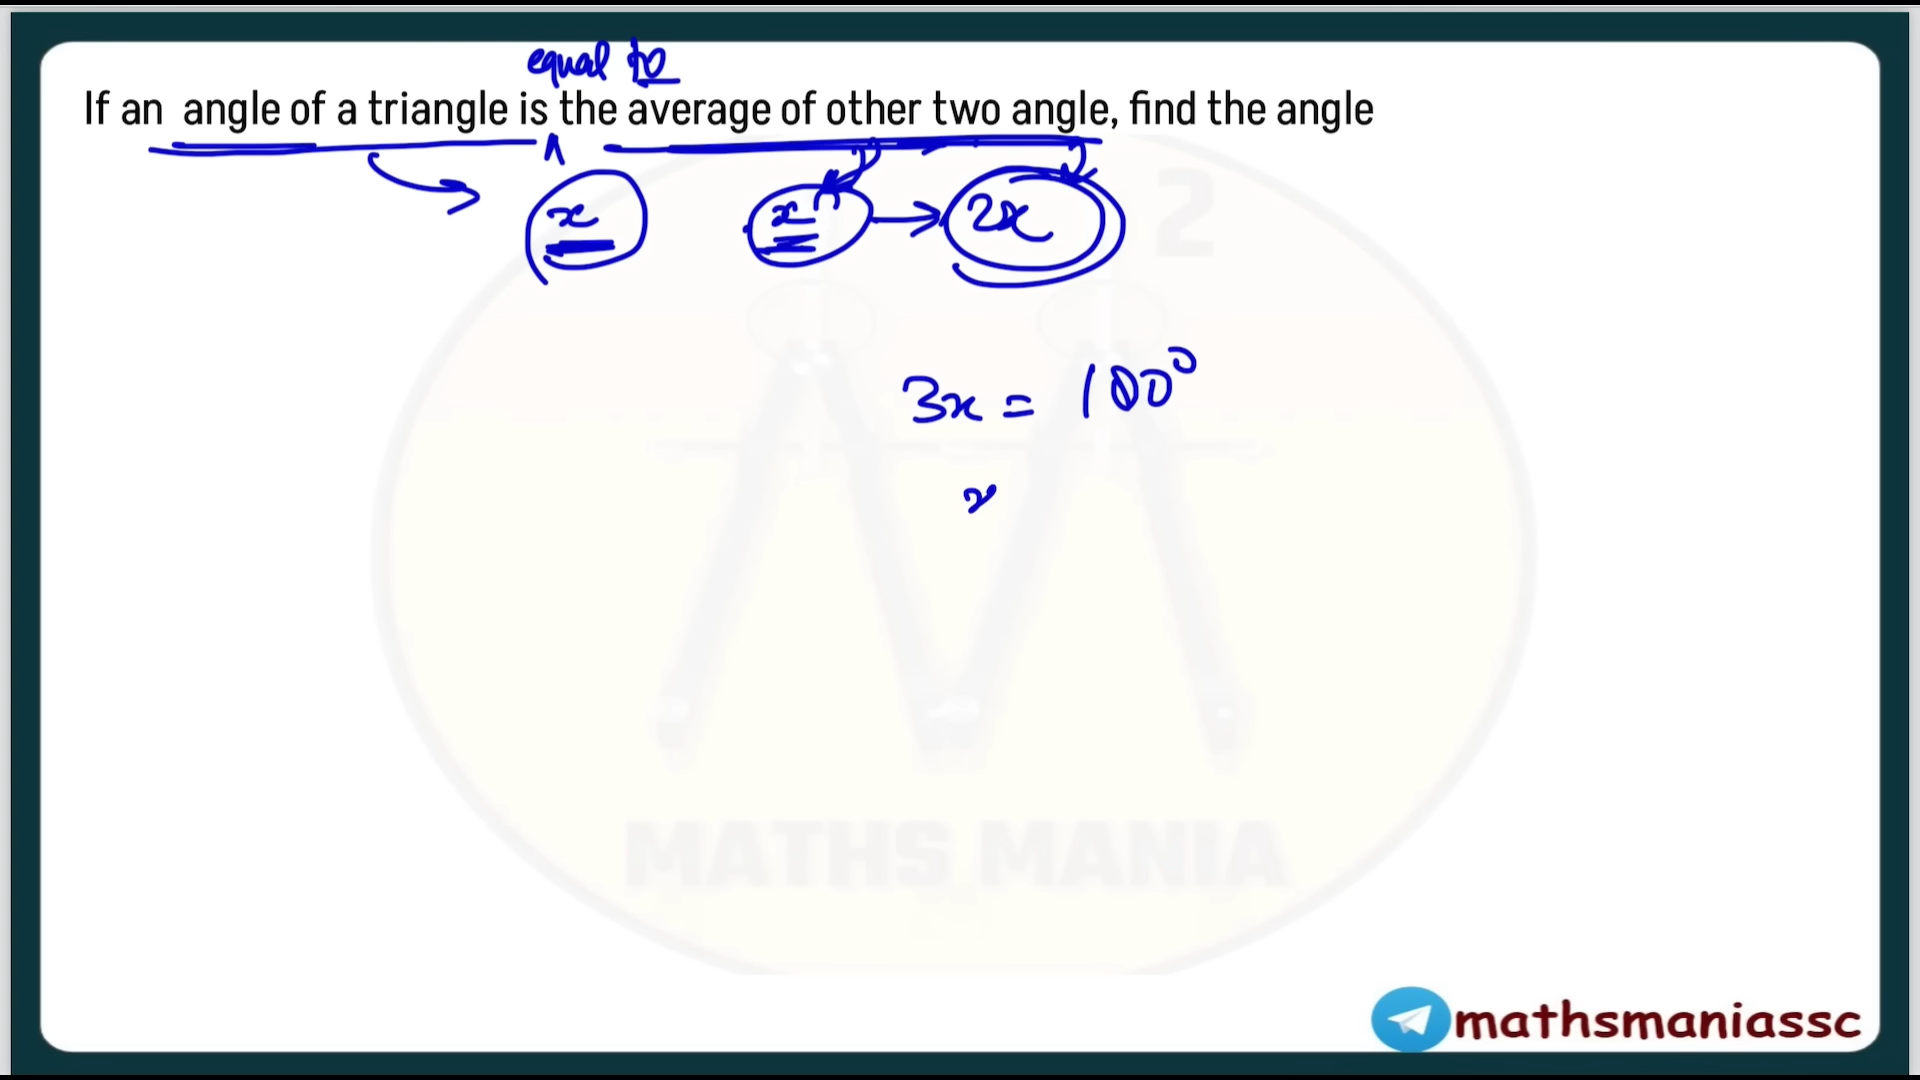 equal to
If an angle of a triangle is the average of other two angle, find the angle
x x 2x
2
3x = 180°
x
MATHS MANIA
mathsmaniassc